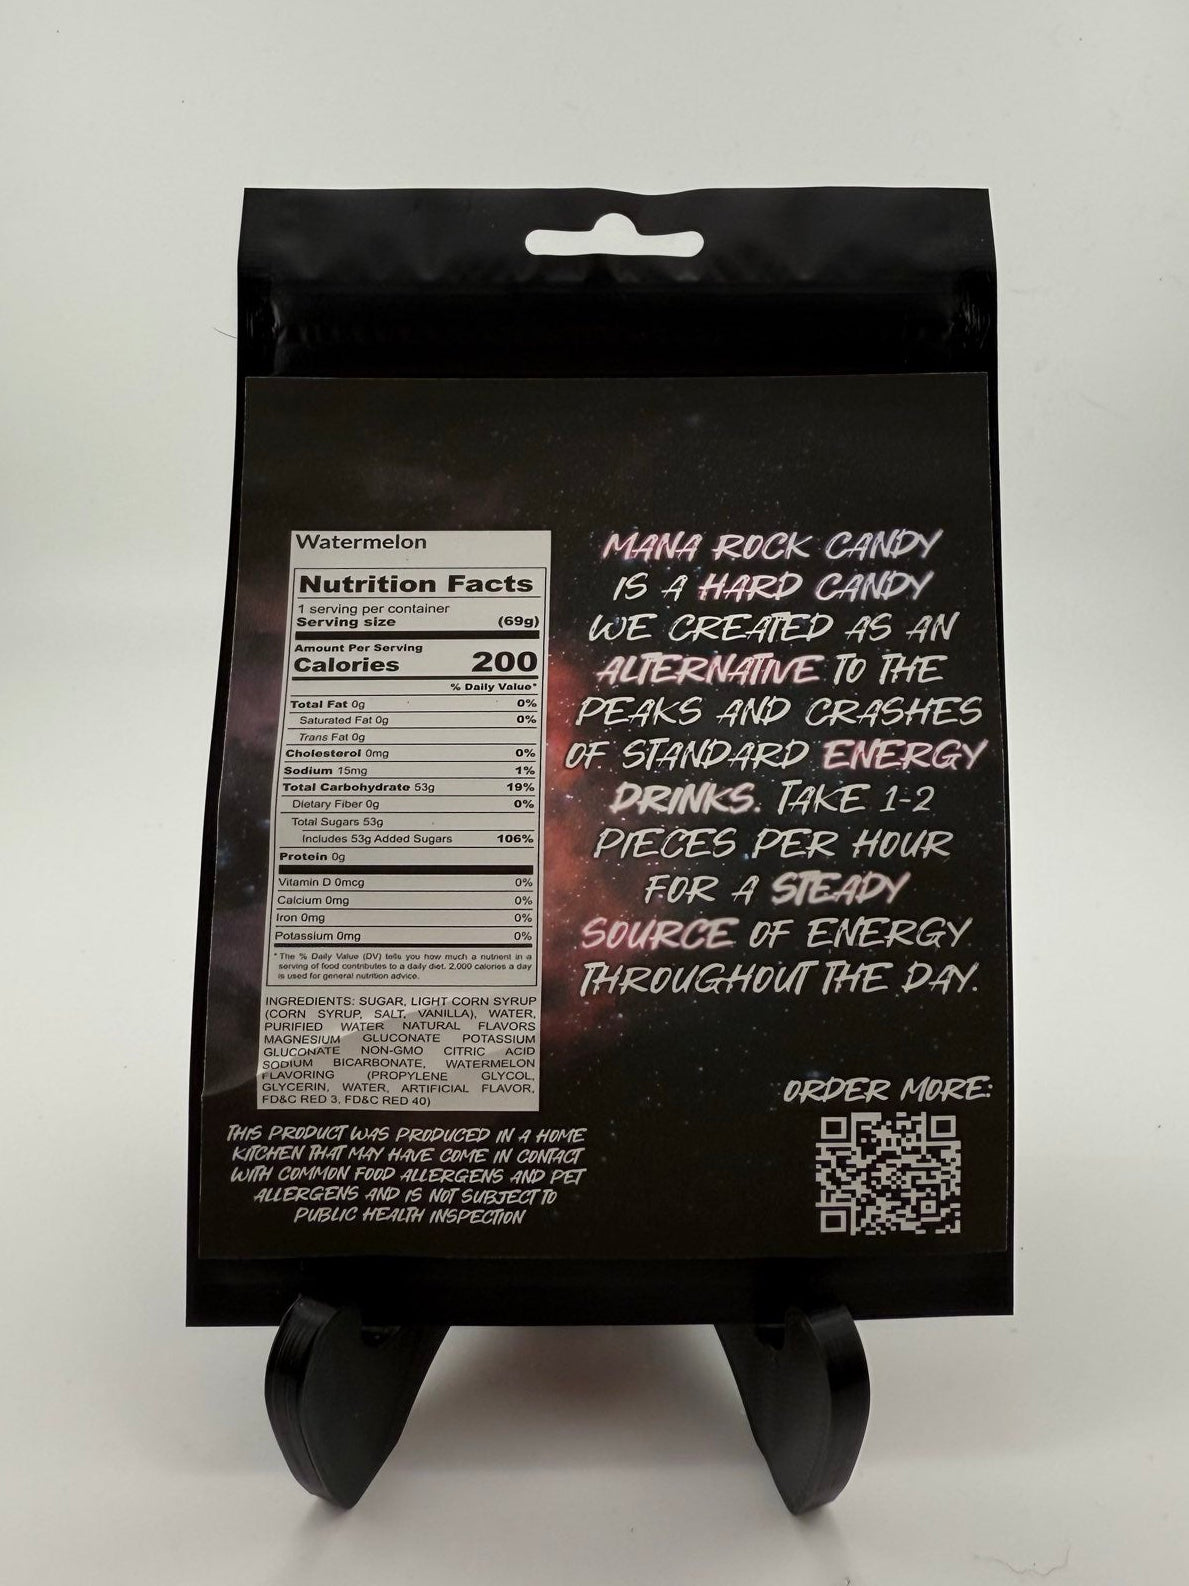 Watermelon
Nutrition Facts
1 serving per container
Serving size (69g)
Amount Per Serving
Calories 200
% Daily Value*
Total Fat 0g 0%
Saturated Fat 0g 0%
Trans Fat 0g
Cholesterol 0mg 0%
Sodium 15mg 1%
Total Carbohydrate 53g 19%
Dietary Fiber 0g 0%
Total Sugars 53g
Includes 53g Added Sugars 106%
Protein 0g
Vitamin D 0mcg 0%
Calcium 0mg 0%
Iron 0mg 0%
Potassium 0mg 0%
* The % Daily Value (DV) tells you how much a nutrient in a
serving of food contributes to a daily diet. 2,000 calories a day
is used for general nutrition advice.
INGREDIENTS: SUGAR, LIGHT CORN SYRUP
(CORN SYRUP, SALT, VANILLA), WATER,
PURIFIED WATER NATURAL FLAVORS
MAGNESIUM GLUCONATE POTASSIUM
GLUCONATE NON-GMO CITRIC ACID
SODIUM BICARBONATE, WATERMELON
FLAVORING (PROPYLENE GLYCOL,
GLYCERIN, WATER, ARTIFICIAL FLAVOR,
FD&C RED 3, FD&C RED 40)
THIS PRODUCT WAS PRODUCED IN A HOME
KITCHEN THAT MAY HAVE COME IN CONTACT
WITH COMMON FOOD ALLERGENS AND PET
ALLERGENS AND IS NOT SUBJECT TO
PUBLIC HEALTH INSPECTION
MANA ROCK CANDY
IS A HARD CANDY
WE CREATED AS AN
ALTERNATIVE TO THE
PEAKS AND CRASHES
OF STANDARD ENERGY
DRINKS. TAKE 1-2
PIECES PER HOUR
FOR A STEADY
SOURCE OF ENERGY
THROUGHOUT THE DAY.
ORDER MORE: